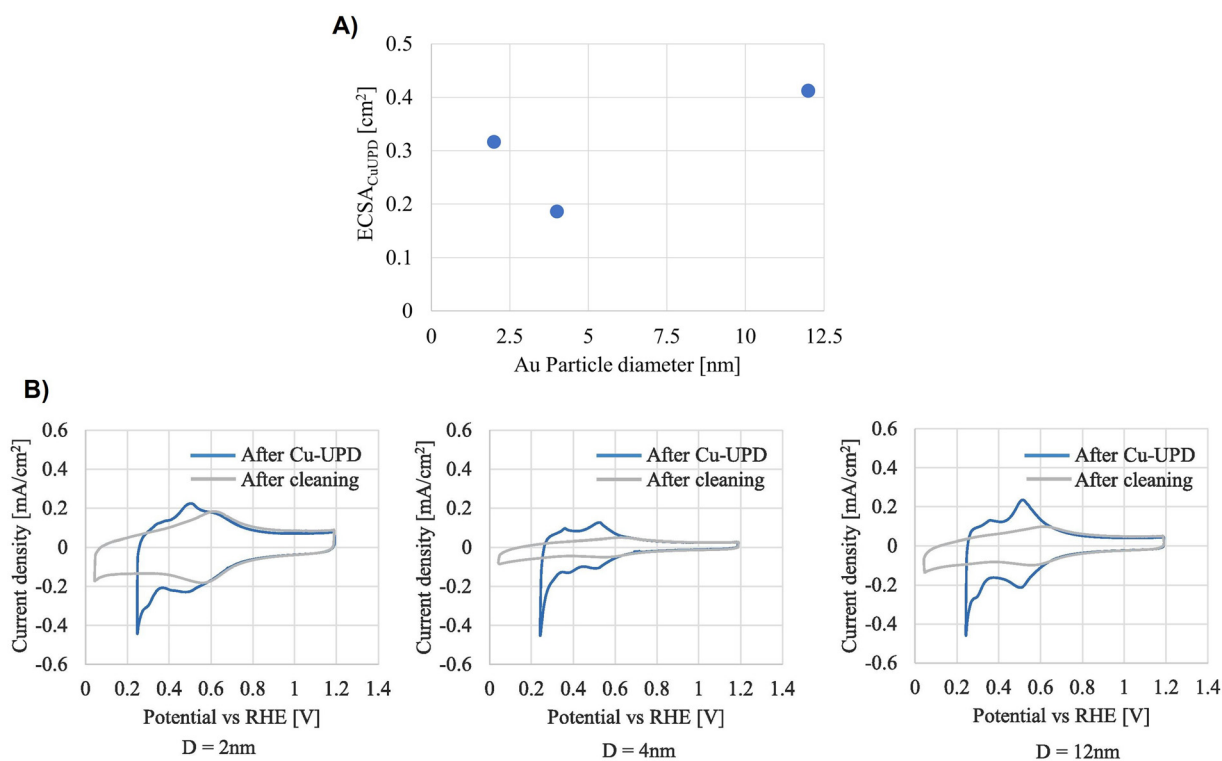 A)
0.5
0.4
0.3
0.2
0.1
0
ECSA_CuUPD [cm²]
0 2.5 5 7.5 10 12.5
Au Particle diameter [nm]
B)
0.6
0.4
0.2
0
-0.2
-0.4
-0.6
Current density [mA/cm²]
After Cu-UPD
After cleaning
0 0.2 0.4 0.6 0.8 1 1.2 1.4
Potential vs RHE [V]
D = 2nm
0.6
0.4
0.2
0
-0.2
-0.4
-0.6
Current density [mA/cm²]
After Cu-UPD
After cleaning
0 0.2 0.4 0.6 0.8 1 1.2 1.4
Potential vs RHE [V]
D = 4nm
0.6
0.4
0.2
0
-0.2
-0.4
-0.6
Current density [mA/cm²]
After Cu-UPD
After cleaning
0 0.2 0.4 0.6 0.8 1 1.2 1.4
Potential vs RHE [V]
D = 12nm